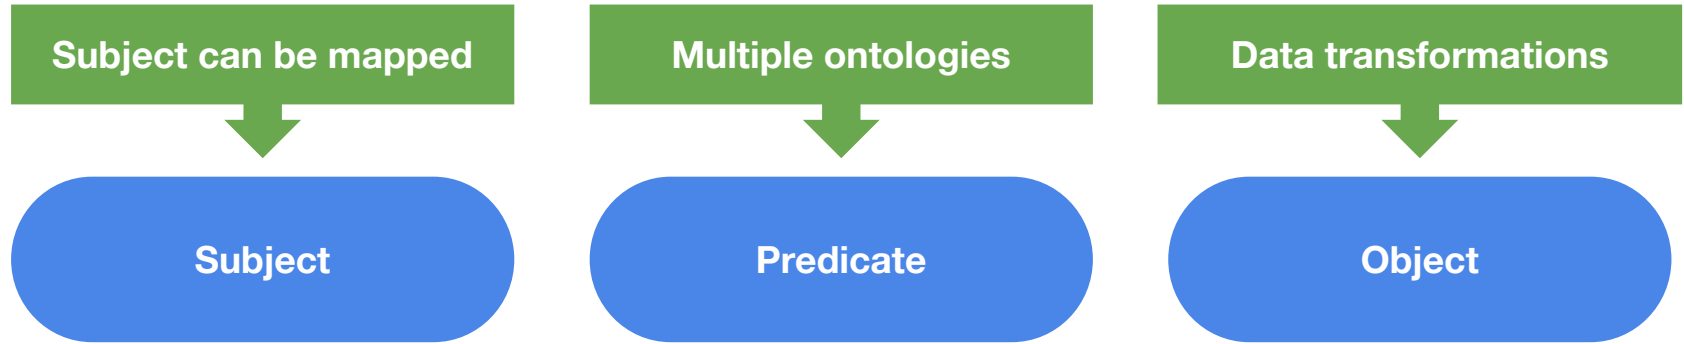 Subject can be mapped
Multiple ontologies
Data transformations
Subject
Predicate
Object